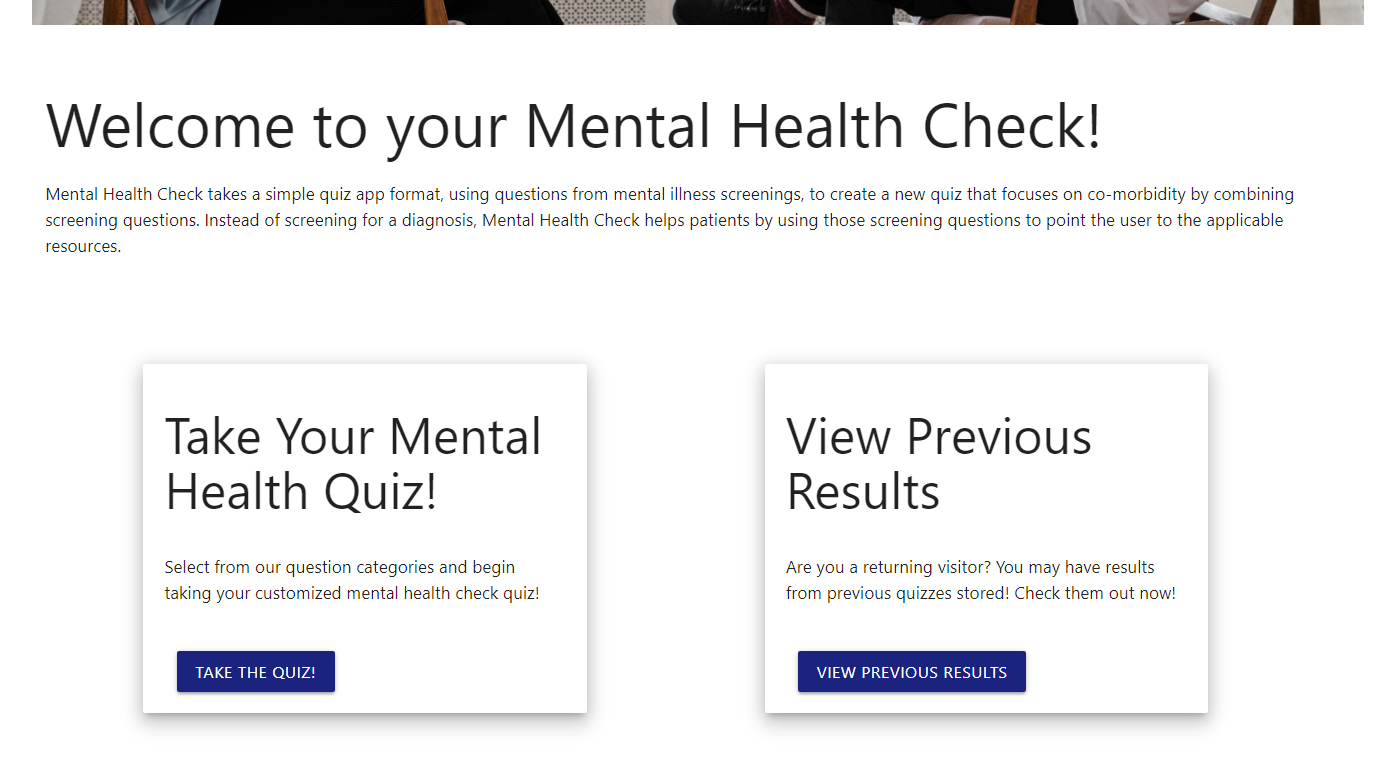 Welcome to your Mental Health Check!
Mental Health Check takes a simple quiz app format, using questions from mental illness screenings, to create a new quiz that focuses on co-morbidity by combining
screening questions. Instead of screening for a diagnosis, Mental Health Check helps patients by using those screening questions to point the user to the applicable
resources.
Take Your Mental
Health Quiz!
Select from our question categories and begin
taking your customized mental health check quiz!
TAKE THE QUIZ!
View Previous
Results
Are you a returning visitor? You may have results
from previous quizzes stored! Check them out now!
VIEW PREVIOUS RESULTS